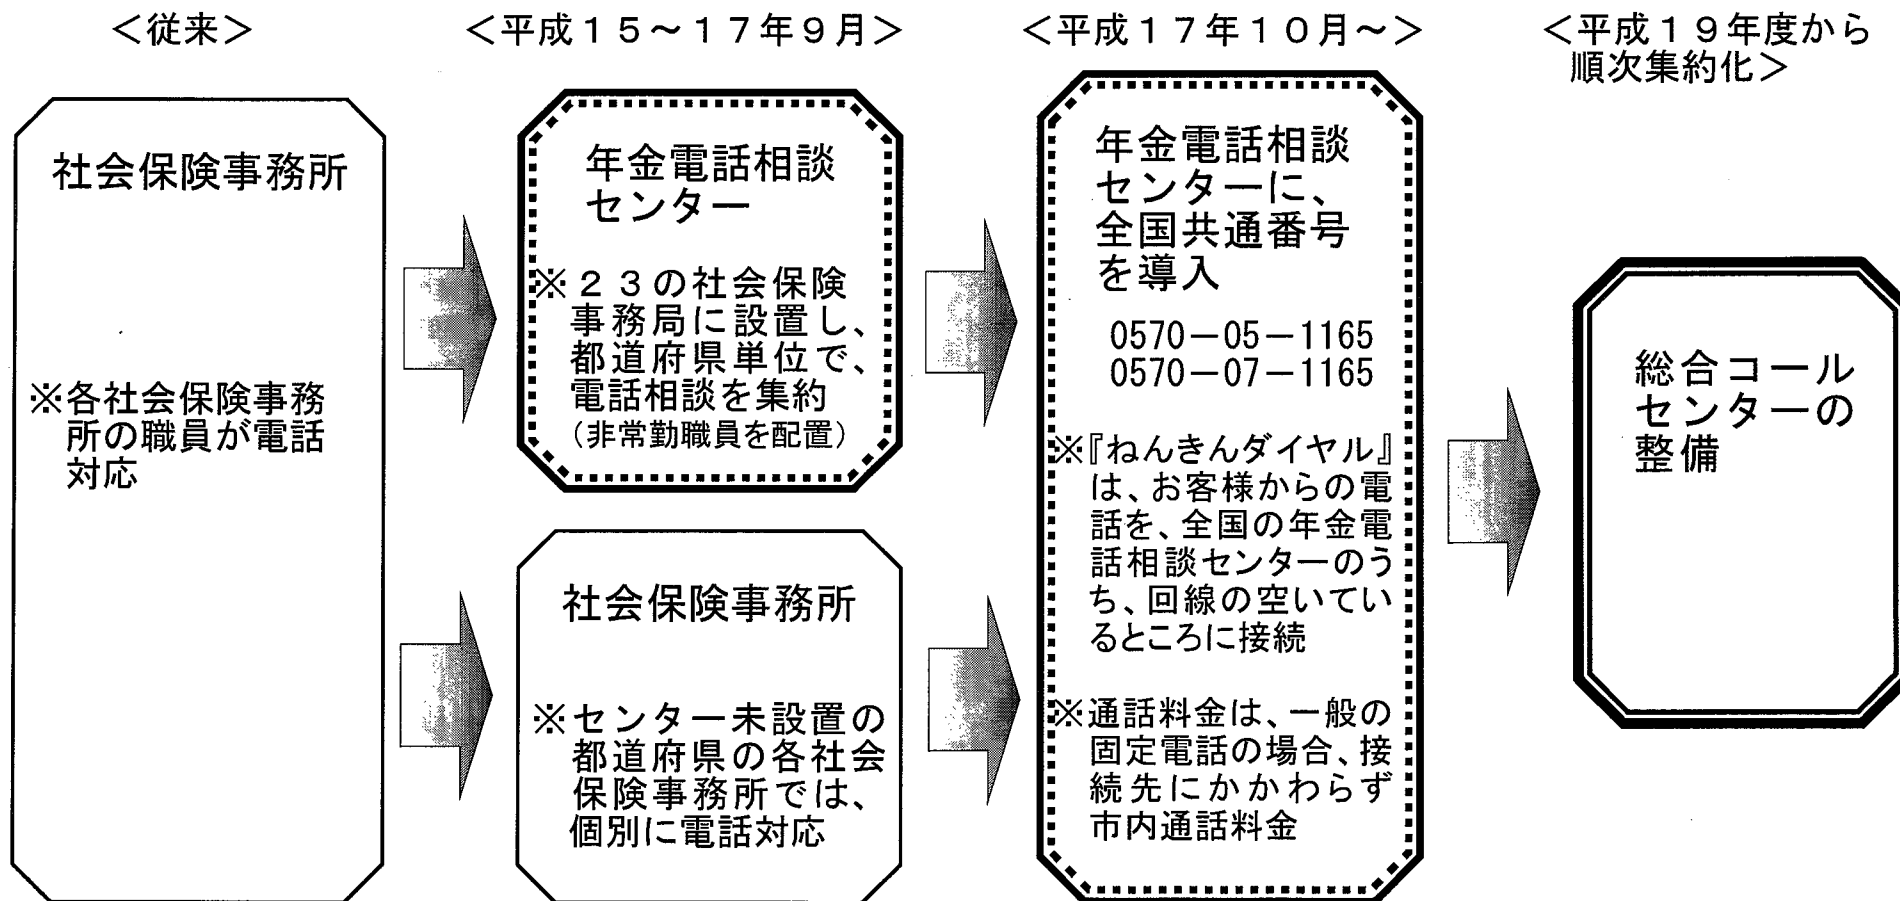 ＜従来＞
社会保険事務所
※各社会保険事務
所の職員が電話
対応
＜平成１５～１７年９月＞
年金電話相談
センター
※２３の社会保険
事務局に設置し、
都道府県単位で、
電話相談を集約
（非常勤職員を配置）
社会保険事務所
※センター未設置の
都道府県の各社会
保険事務所では、
個別に電話対応
＜平成１７年１０月～＞
年金電話相談
センターに、
全国共通番号
を導入
0570－05－1165
0570－07－1165
※『ねんきんダイヤル』
は、お客様からの電
話を、全国の年金電
話相談センターのう
ち、回線の空いてい
るところに接続
※通話料金は、一般の
固定電話の場合、接
続先にかかわらず
市内通話料金
＜平成１９年度から
順次集約化＞
総合コール
センターの
整備